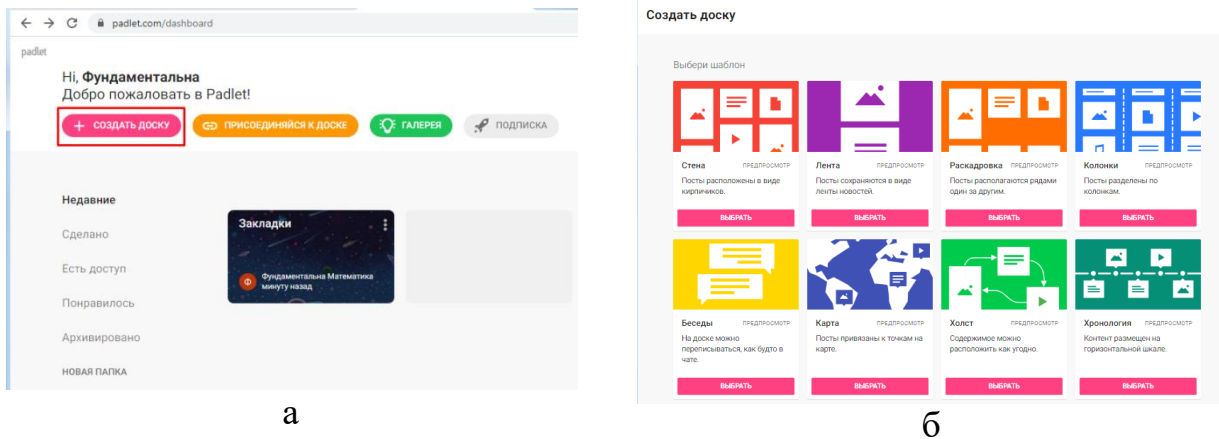 padlet.com/dashboard
padlet
Hi, Фундаментальна
Добро пожаловать в Padlet!
+ СОЗДАТЬ ДОСКУ
ПРИСОЕДИНЯЙСЯ К ДОСКЕ
ГАЛЕРЕЯ
ПОДПИСКА
Недавние
Сделано
Есть доступ
Понравилось
Архивировано
НОВАЯ ПАПКА
Закладки
Ф
Фундаментальна Математика
минуту назад
а
Создать доску
Выбери шаблон
Стена ПРЕДПРОСМОТР
Посты расположены в виде
кирпичиков.
ВЫБРАТЬ
Лента ПРЕДПРОСМОТР
Посты сохраняются в виде
ленты новостей.
ВЫБРАТЬ
Раскадровка ПРЕДПРОСМОТР
Посты располагаются рядами
один за другим.
ВЫБРАТЬ
Колонки ПРЕДПРОСМОТР
Посты разделены по
колонкам.
ВЫБРАТЬ
Беседы ПРЕДПРОСМОТР
На доске можно
переписываться, как будто в
чате.
ВЫБРАТЬ
Карта ПРЕДПРОСМОТР
Посты привязаны к точкам на
карте.
ВЫБРАТЬ
Холст ПРЕДПРОСМОТР
Содержимое можно
расположить как угодно.
ВЫБРАТЬ
Хронология ПРЕДПРОСМОТР
Контент размещен на
горизонтальной шкале.
ВЫБРАТЬ
б